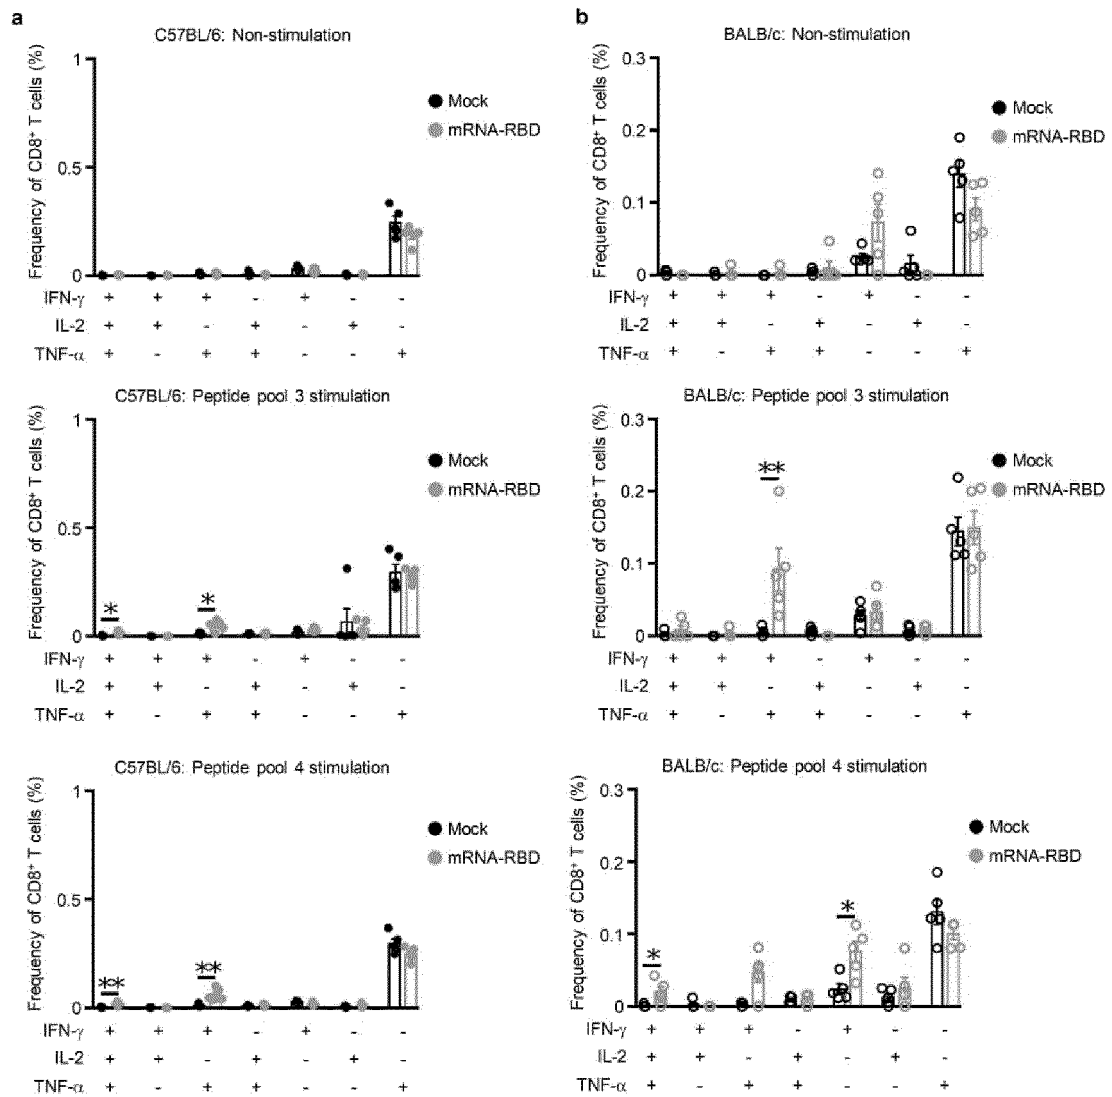 a
C57BL/6: Non-stimulation
Frequency of CD8⁺ T cells (%)
1
0.5
0
Mock
mRNA-RBD
IFN-γ + + + - + - -
IL-2 + + - + - + -
TNF-α + - + + - - +
C57BL/6: Peptide pool 3 stimulation
Frequency of CD8⁺ T cells (%)
1
0.5
0
Mock
mRNA-RBD
*
*
IFN-γ + + + - + - -
IL-2 + + - + - + -
TNF-α + - + + - - +
C57BL/6: Peptide pool 4 stimulation
Frequency of CD8⁺ T cells (%)
1
0.5
0
Mock
mRNA-RBD
**
**
IFN-γ + + + - + - -
IL-2 + + - + - + -
TNF-α + - + + - - +
b
BALB/c: Non-stimulation
Frequency of CD8⁺ T cells (%)
0.3
0.2
0.1
0
Mock
mRNA-RBD
IFN-γ + + + - + - -
IL-2 + + - + - + -
TNF-α + - + + - - +
BALB/c: Peptide pool 3 stimulation
Frequency of CD8⁺ T cells (%)
0.3
0.2
0.1
0
Mock
mRNA-RBD
**
IFN-γ + + + - + - -
IL-2 + + - + - + -
TNF-α + - + + - - +
BALB/c: Peptide pool 4 stimulation
Frequency of CD8⁺ T cells (%)
0.3
0.2
0.1
0
Mock
mRNA-RBD
*
*
IFN-γ + + + - + - -
IL-2 + + - + - + -
TNF-α + - + + - - +